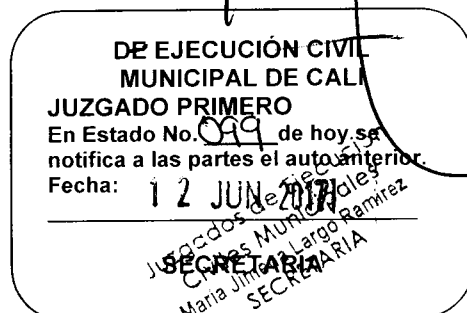 DE EJECUCIÓN CIVIL
MUNICIPAL DE CALI
JUZGADO PRIMERO
En Estado No. 099 de hoy se
notifica a las partes el auto anterior.
Fecha: 12 JUN 2017
SECRETARIA
Juzgados de Ejecución
Civiles Municipales
Maria Jimena Largo Ramirez
SECRETARIA